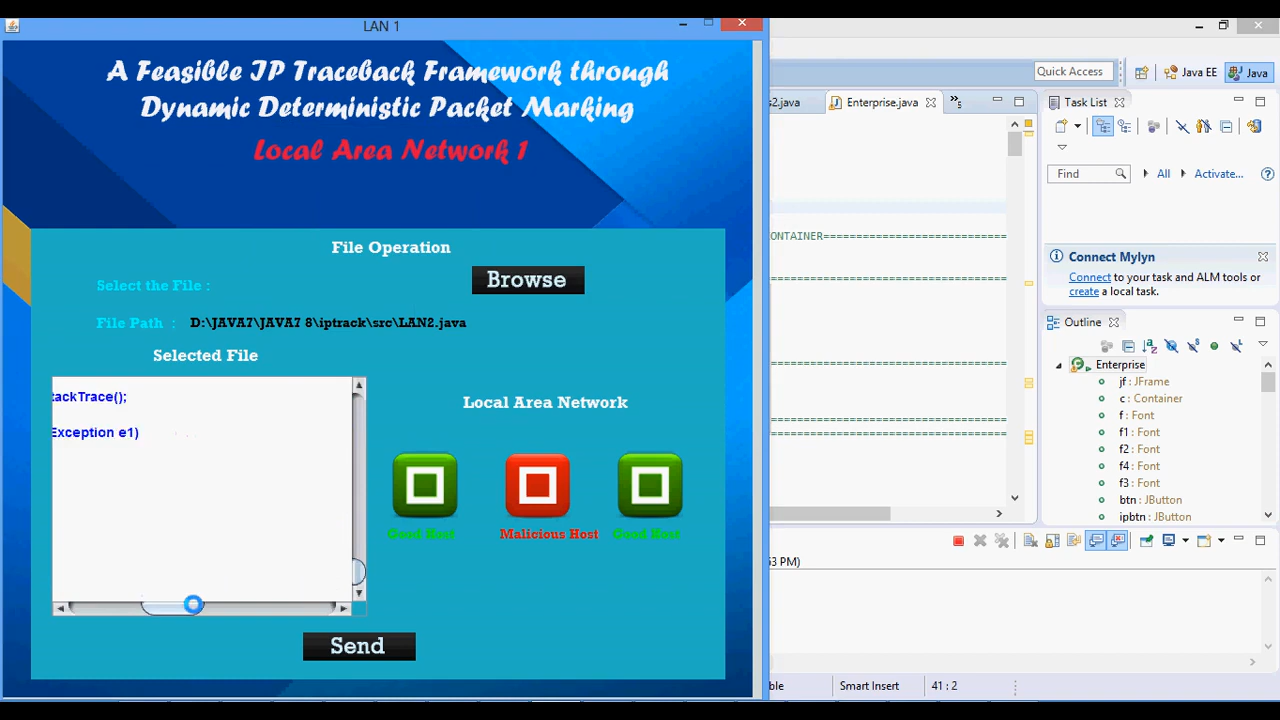 LAN 1
A Feasible IP Traceback Framework through
Dynamic Deterministic Packet Marking
Local Area Network 1
File Operation
Select the File :
Browse
File Path :
D:\JAVA7\JAVA7 8\iptrack\src\LAN2.java
Selected File
tackTrace();
Exception e1)
Local Area Network
Good Host
Malicious Host
Good Host
Send
Quick Access
Java EE
Java
s2.java
Enterprise.java
»5
Task List
Find
All
Activate...
ONTAINER==============================
Connect Mylyn
Connect to your task and ALM tools or
create a local task.
Outline
Enterprise
jf : JFrame
c : Container
f : Font
f1 : Font
f2 : Font
f4 : Font
f3 : Font
btn : JButton
ipbtn : JButton
53 PM)
ble
Smart Insert
41 : 2